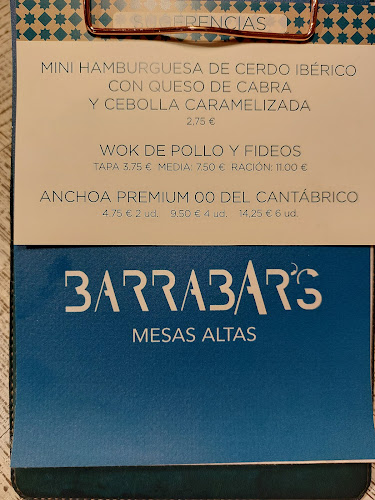 SUGERENCIAS
MINI HAMBURGUESA DE CERDO IBÉRICO
CON QUESO DE CABRA
Y CEBOLLA CARAMELIZADA
2,75 €
WOK DE POLLO Y FIDEOS
TAPA 3.75 € MEDIA: 7.50 € RACIÓN: 11.00 €
ANCHOA PREMIUM 00 DEL CANTÁBRICO
4.75 € 2 ud. 9,50 € 4 ud. 14,25 € 6 ud.
BARRABAR'S
MESAS ALTAS